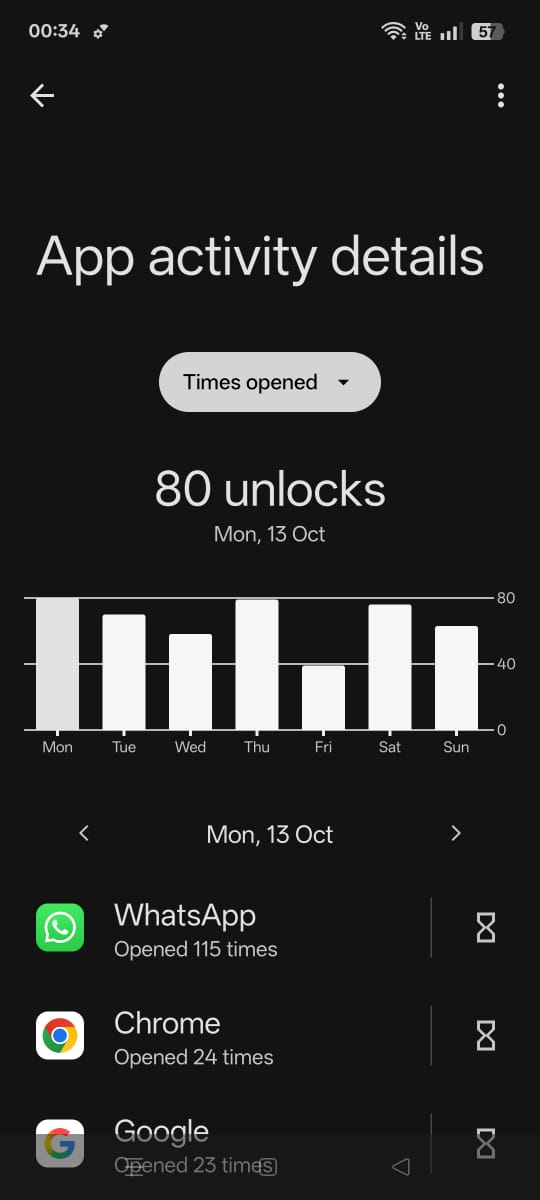 00:34
Vo
LTE
57
App activity details
Times opened
80 unlocks
Mon, 13 Oct
80
40
0
Mon Tue Wed Thu Fri Sat Sun
Mon, 13 Oct
WhatsApp
Opened 115 times
Chrome
Opened 24 times
Google
Opened 23 times